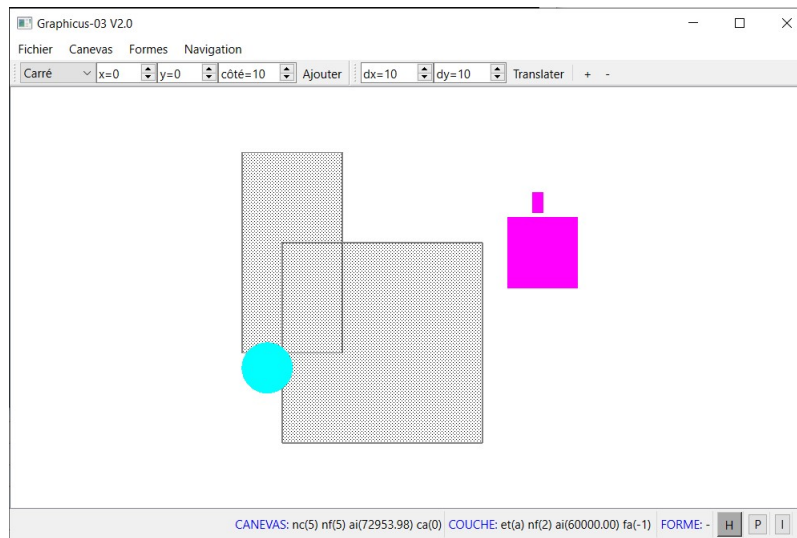 Graphicus-03 V2.0
Fichier Canevas Formes Navigation
Carré x=0 y=0 côté=10 Ajouter dx=10 dy=10 Translater + -
CANEVAS: nc(5) nf(5) ai(72953.98) ca(0) COUCHE: et(a) nf(2) ai(60000.00) fa(-1) FORME: - H P I